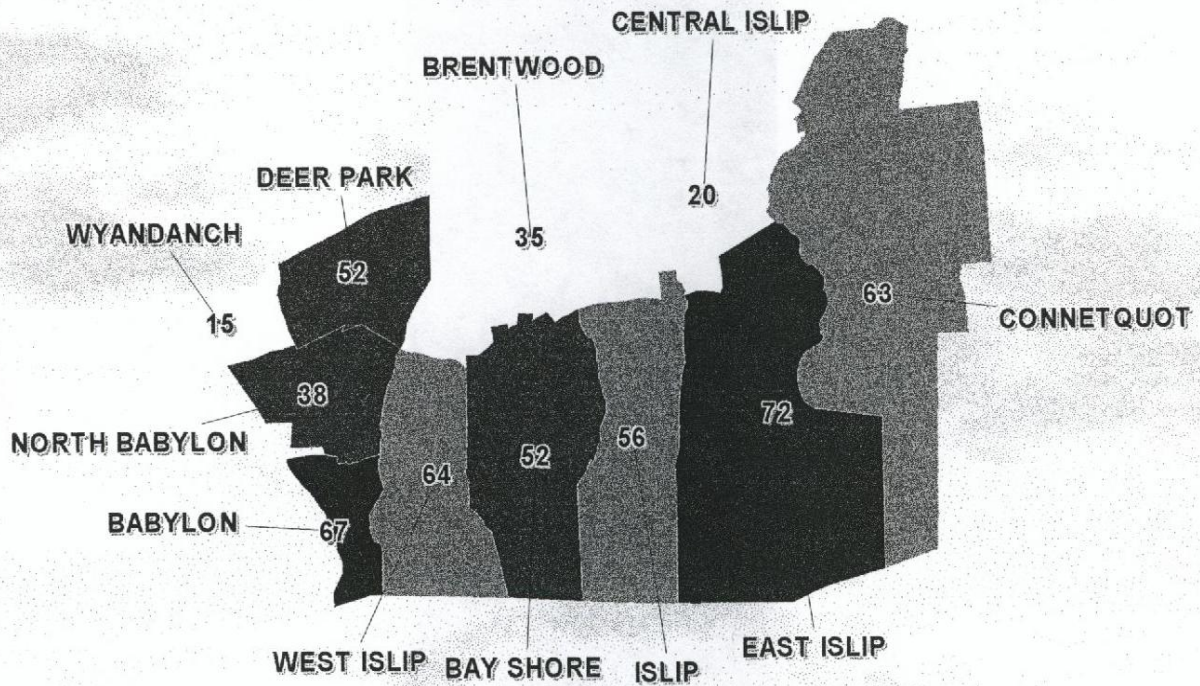 CENTRAL ISLIP
BRENTWOOD
DEER PARK
20
WYANDANCH
35
52
63
15
CONNETQUOT
38
72
NORTH BABYLON
56
52
64
BABYLON
67
WEST ISLIP
BAY SHORE
ISLIP
EAST ISLIP